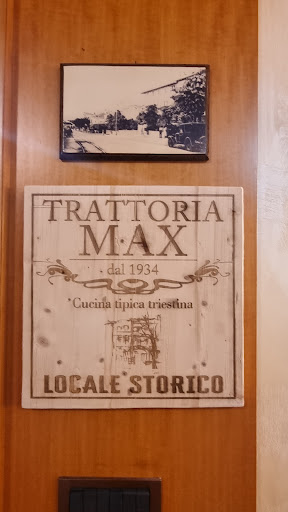 TRATTORIA
MAX
dal 1934
Cucina tipica triestina
LOCALE STORICO